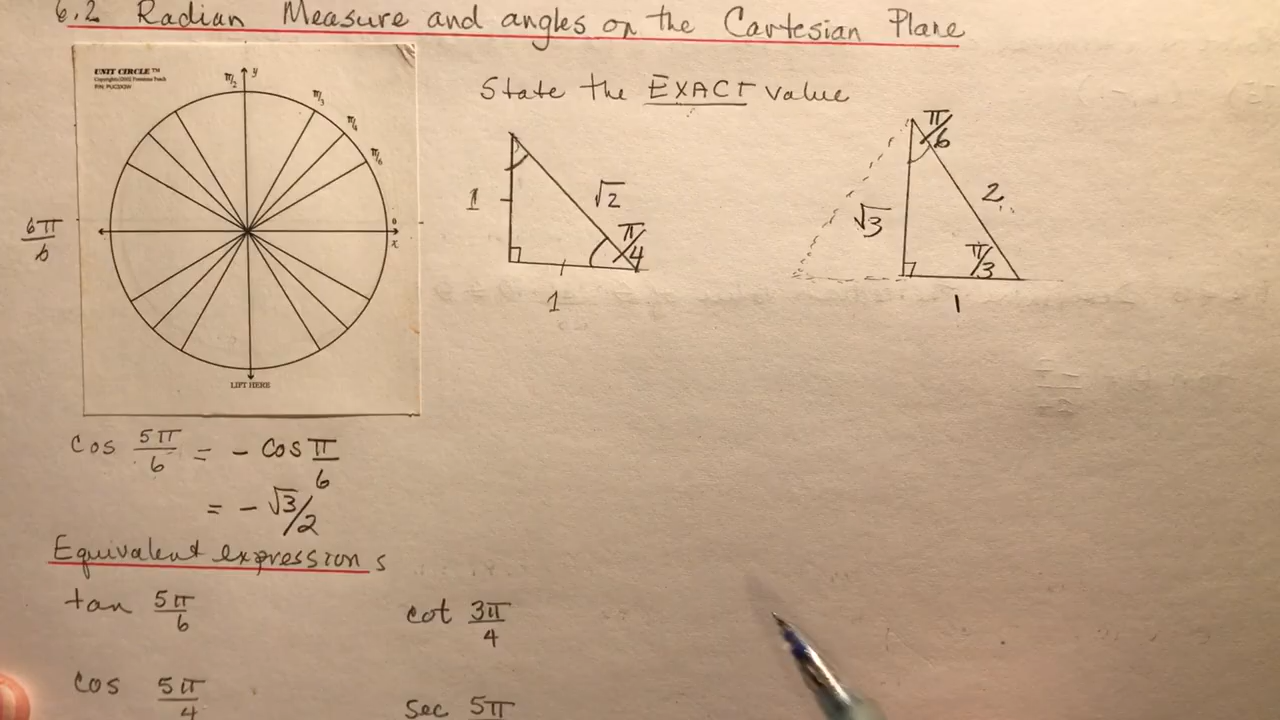 6.2 Radian Measure and angles on the Cartesian Plane
UNIT CIRCLE™
LIFT HERE
y
x
0
π/2
π/3
π/4
π/6
6π/6
State the EXACT value
1
√2
π/4
1
π/6
√3
2
π/3
1
cos 5π/6 = - cos π/6
= - √3/2
Equivalent expressions
tan 5π/6
cot 3π/4
cos 5π/4
sec 5π